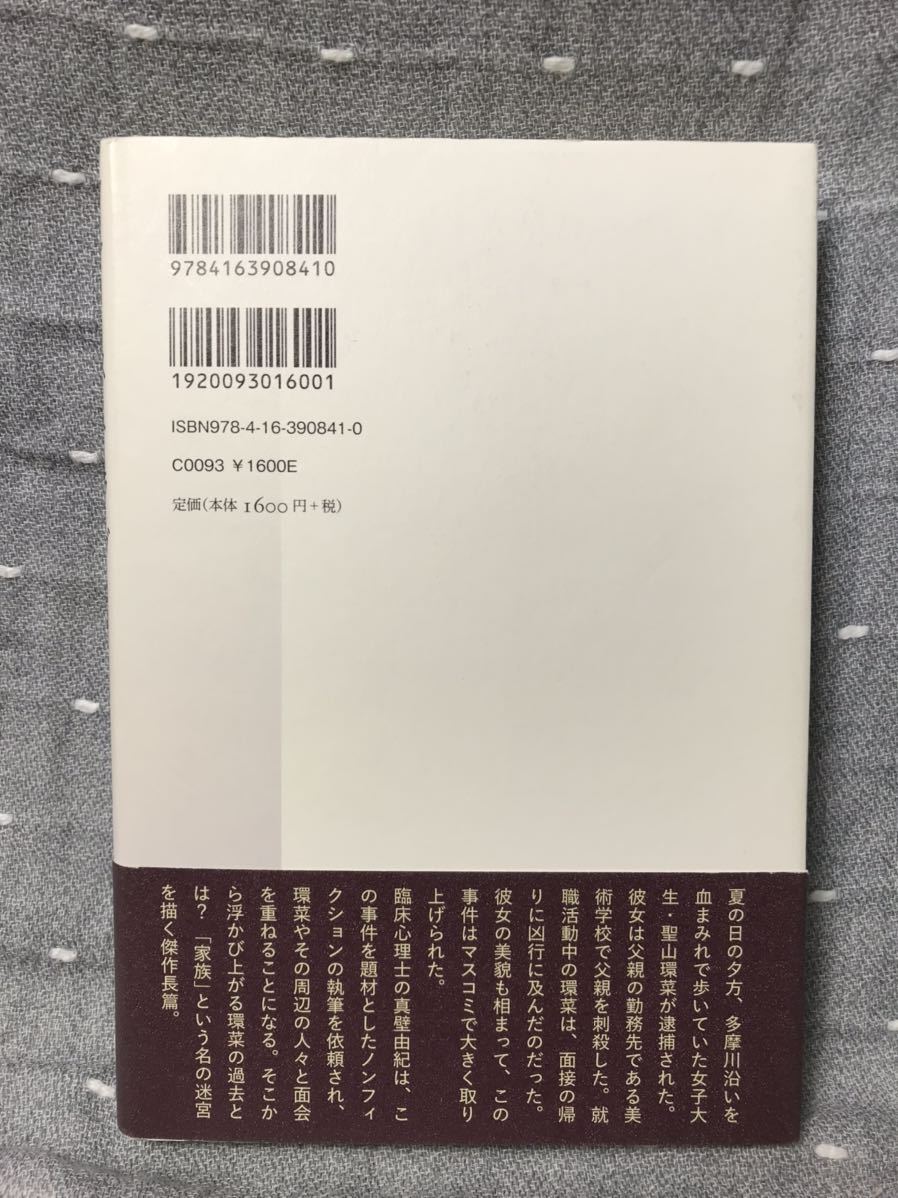 9784163908410
1920093016001
ISBN978-4-16-390841-0
C0093 ¥1600E
定価(本体1600円+税)
夏の日の夕方、多摩川沿いを
血まみれで歩いていた女子大
生・聖山環菜が逮捕された。
彼女は父親の勤務先である美
術学校で父親を刺殺した。就
職活動中の環菜は、面接の帰
りに凶行に及んだのだった。
彼女の美貌も相まって、この
事件はマスコミで大きく取り
上げられた。
臨床心理士の真壁由紀は、こ
の事件を題材としたノンフィ
クションの執筆を依頼され、
環菜やその周辺の人々と面会
を重ねることになる。そこか
ら浮かび上がる環菜の過去と
は？「家族」という名の迷宮
を描く傑作長篇。